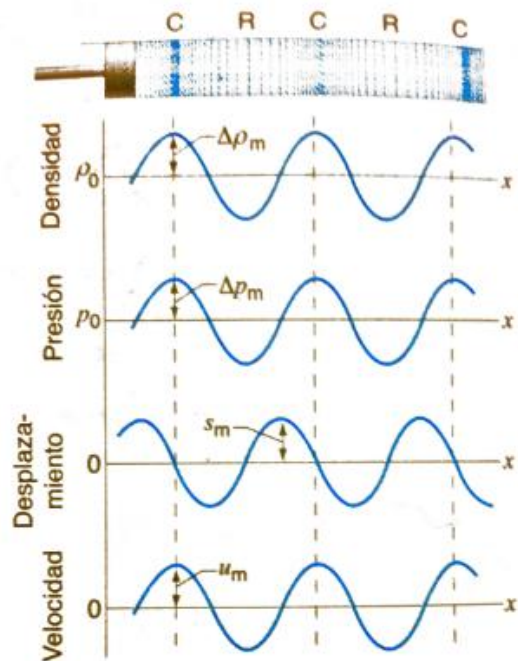 C R C R C
Densidad
ρ₀
Δρₘ
x
Presión
p₀
Δpₘ
x
Desplaza-
miento
0
sₘ
x
Velocidad
0
uₘ
x